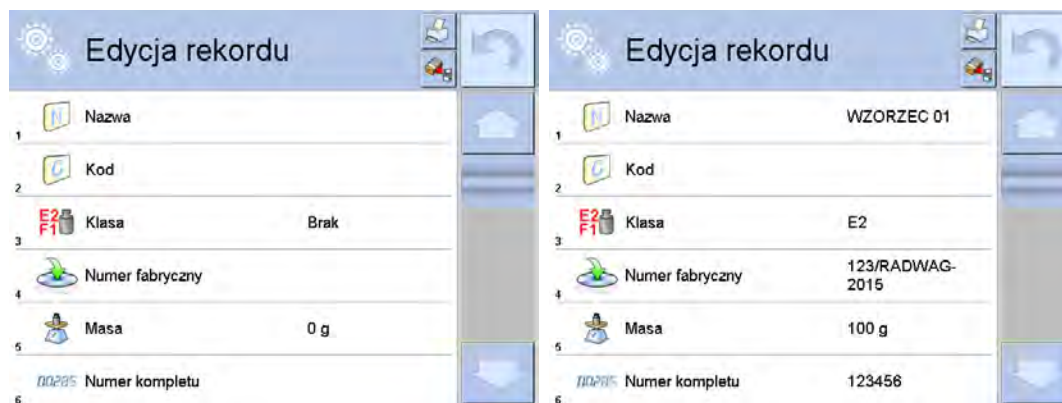 Edycja rekordu
N Nazwa
1
C Kod
2
E2
F1 Klasa Brak
3
Numer fabryczny
4
Masa 0 g
5
00285 Numer kompletu
6
Edycja rekordu
N Nazwa WZORZEC 01
1
C Kod
2
E2
F1 Klasa E2
3
Numer fabryczny 123/RADWAG-
2015
4
Masa 100 g
5
00285 Numer kompletu 123456
6